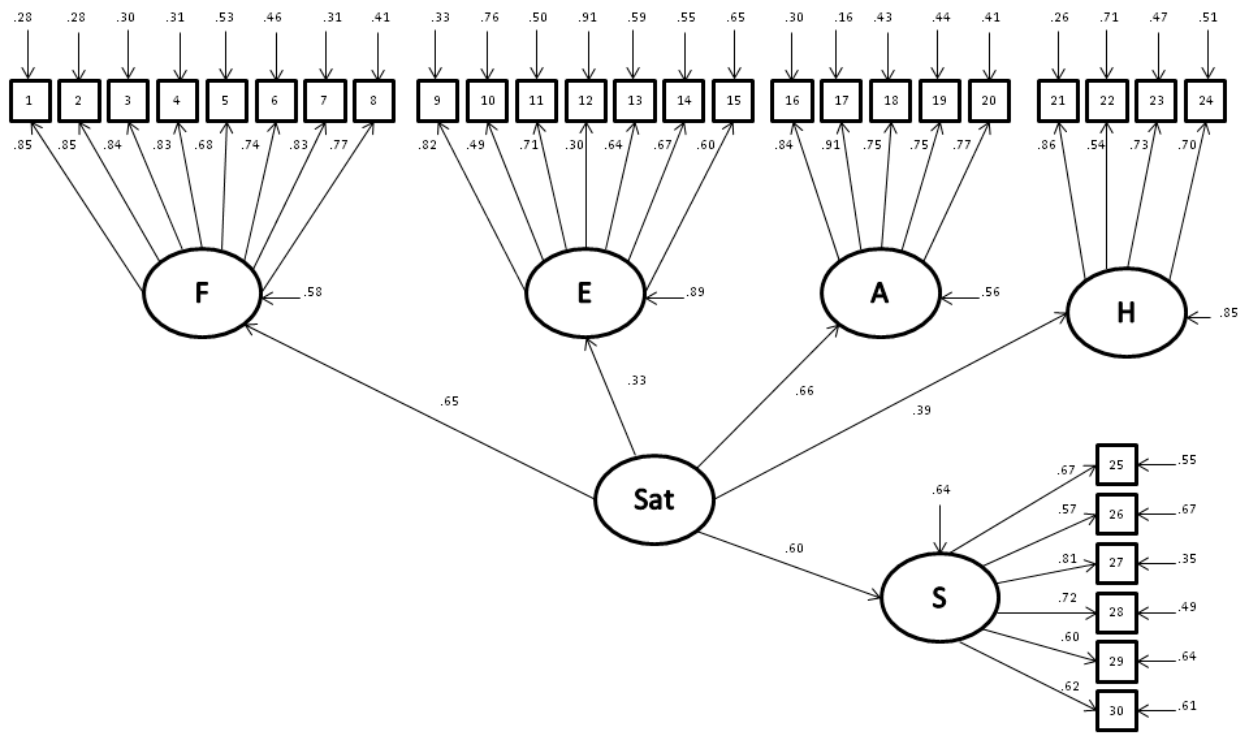 .28 .28 .30 .31 .53 .46 .31 .41 .33 .76 .50 .91 .59 .55 .65 .30 .16 .43 .44 .41 .26 .71 .47 .51
1 2 3 4 5 6 7 8 9 10 11 12 13 14 15 16 17 18 19 20 21 22 23 24
.85 .85 .84 .83 .68 .74 .83 .77 .82 .49 .71 .30 .64 .67 .60 .84 .91 .75 .75 .77 .86 .54 .73 .70
F .58 E .89 A .56 H .85
.65 .33 .66 .39
Sat
.60
.64
S
.67 25 .55
.57 26 .67
.81 27 .35
.72 28 .49
.60 29 .64
.62 30 .61